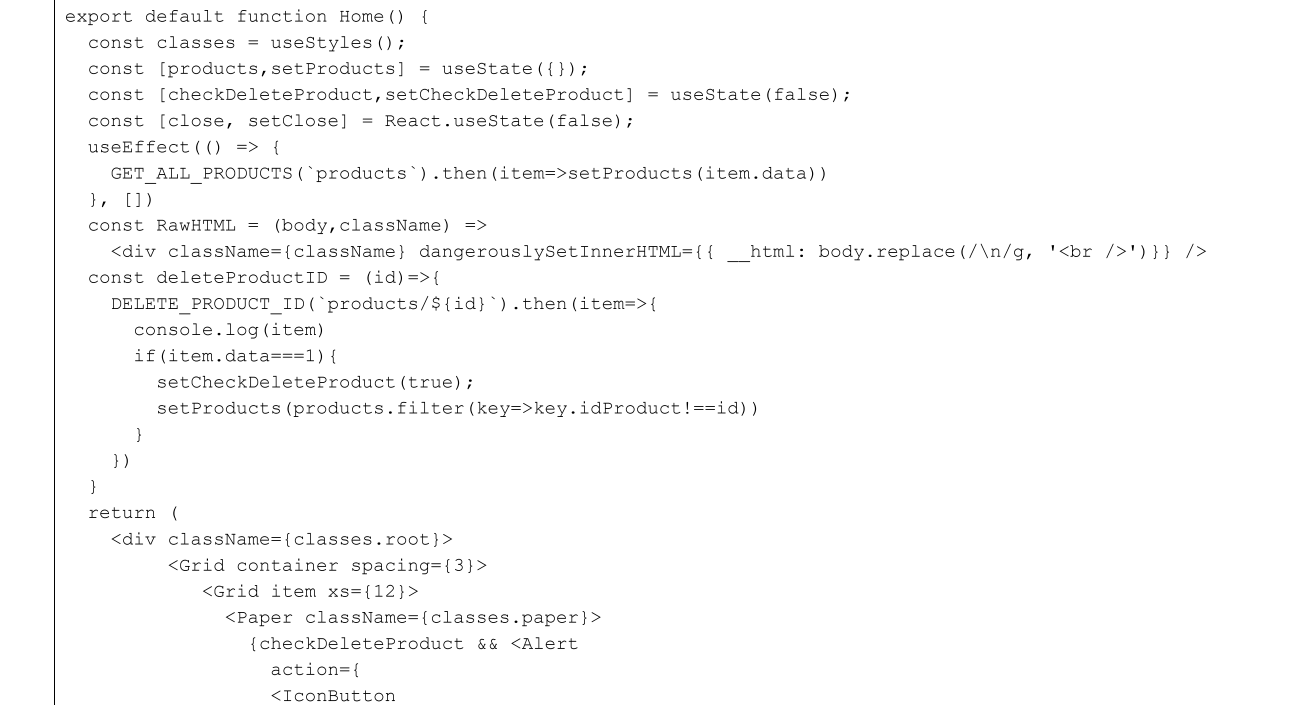 export default function Home() {
  const classes = useStyles();
  const [products,setProducts] = useState({});
  const [checkDeleteProduct,setCheckDeleteProduct] = useState(false);
  const [close, setClose] = React.useState(false);
  useEffect(() => {
    GET_ALL_PRODUCTS(`products`).then(item=>setProducts(item.data))
  }, [])
  const RawHTML = (body,className) =>
    <div className={className} dangerouslySetInnerHTML={{ __html: body.replace(/\n/g, '<br />')}} />
  const deleteProductID = (id)=>{
    DELETE_PRODUCT_ID(`products/${id}`).then(item=>{
      console.log(item)
      if(item.data===1){
        setCheckDeleteProduct(true);
        setProducts(products.filter(key=>key.idProduct!==id))
      }
    })
  }
  return (
    <div className={classes.root}>
         <Grid container spacing={3}>
            <Grid item xs={12}>
              <Paper className={classes.paper}>
                {checkDeleteProduct && <Alert
                  action={
                  <IconButton